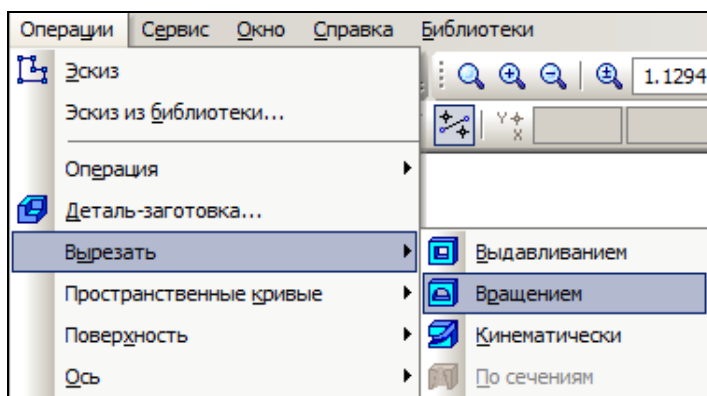 Операции Сервис Окно Справка Библиотеки
Эскиз
1.1294
Эскиз из библиотеки...
Y
X
Операция
Деталь-заготовка...
Вырезать
Выдавливанием
Пространственные кривые
Вращением
Поверхность
Кинематически
Ось
По сечениям